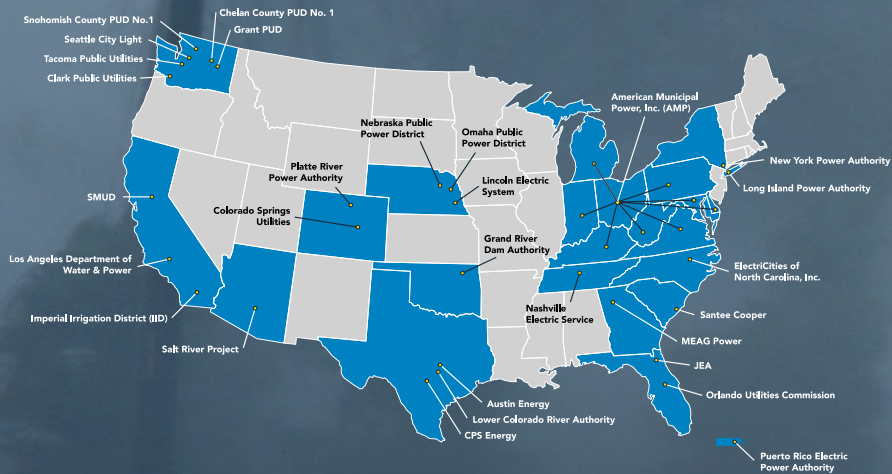 Snohomish County PUD No.1
Chelan County PUD No. 1
Grant PUD
Seattle City Light
Tacoma Public Utilities
Clark Public Utilities
American Municipal
Power, Inc. (AMP)
Nebraska Public
Power District
Omaha Public
Power District
Platte River
Power Authority
Lincoln Electric
System
New York Power Authority
Long Island Power Authority
SMUD
Colorado Springs
Utilities
Grand River
Dam Authority
Los Angeles Department of
Water & Power
ElectriCities of
North Carolina, Inc.
Imperial Irrigation District (IID)
Nashville
Electric Service
Santee Cooper
Salt River Project
MEAG Power
JEA
Orlando Utilities Commission
Austin Energy
Lower Colorado River Authority
CPS Energy
Puerto Rico Electric
Power Authority